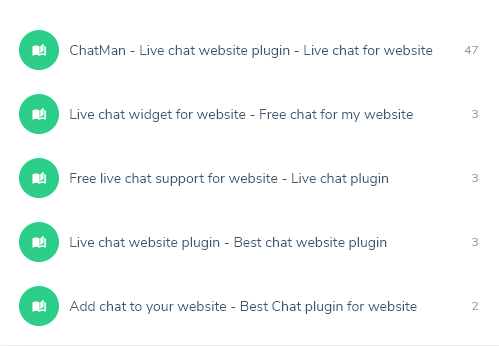 ChatMan - Live chat website plugin - Live chat for website 47
Live chat widget for website - Free chat for my website 3
Free live chat support for website - Live chat plugin 3
Live chat website plugin - Best chat website plugin 3
Add chat to your website - Best Chat plugin for website 2